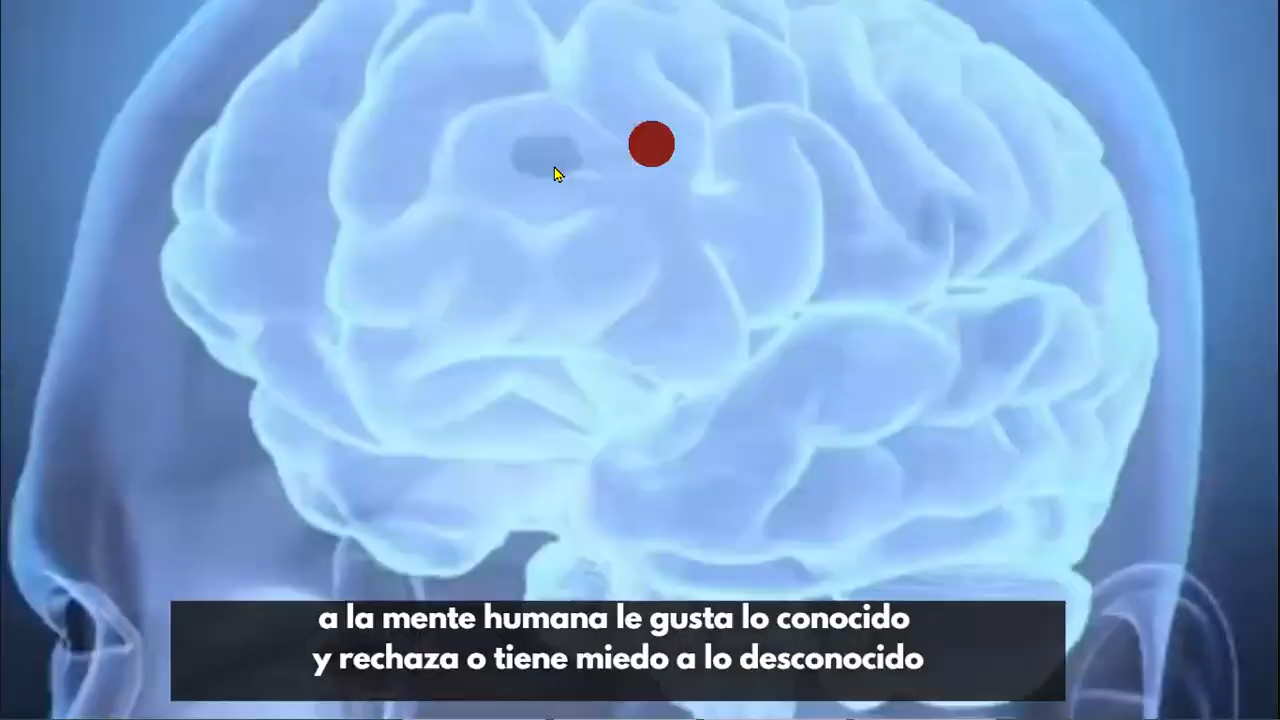 a la mente humana le gusta lo conocido
y rechaza o tiene miedo a lo desconocido